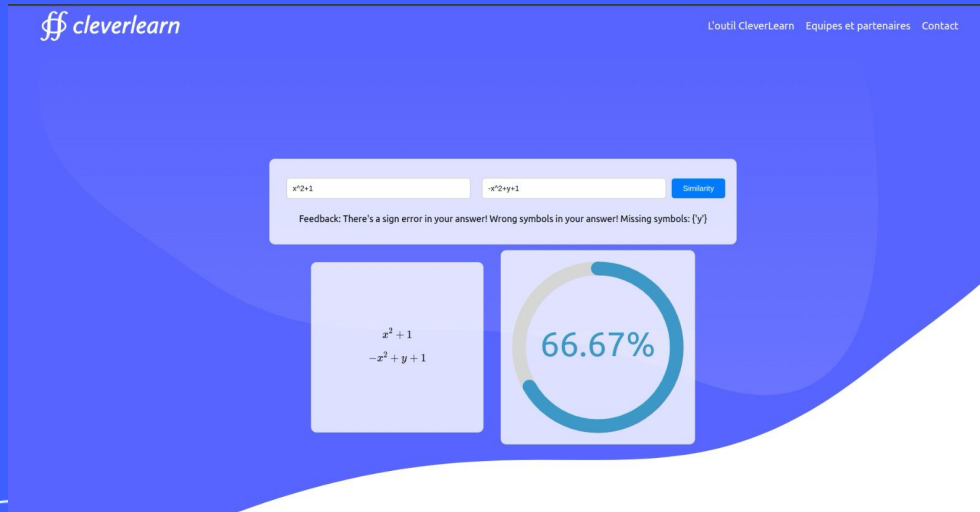 ∯ cleverlearn
L'outil CleverLearn Equipes et partenaires Contact
x^2+1 -x^2+y+1 Similarity
Feedback: There's a sign error in your answer! Wrong symbols in your answer! Missing symbols: {'y'}
x² + 1
−x² + y + 1
66.67%